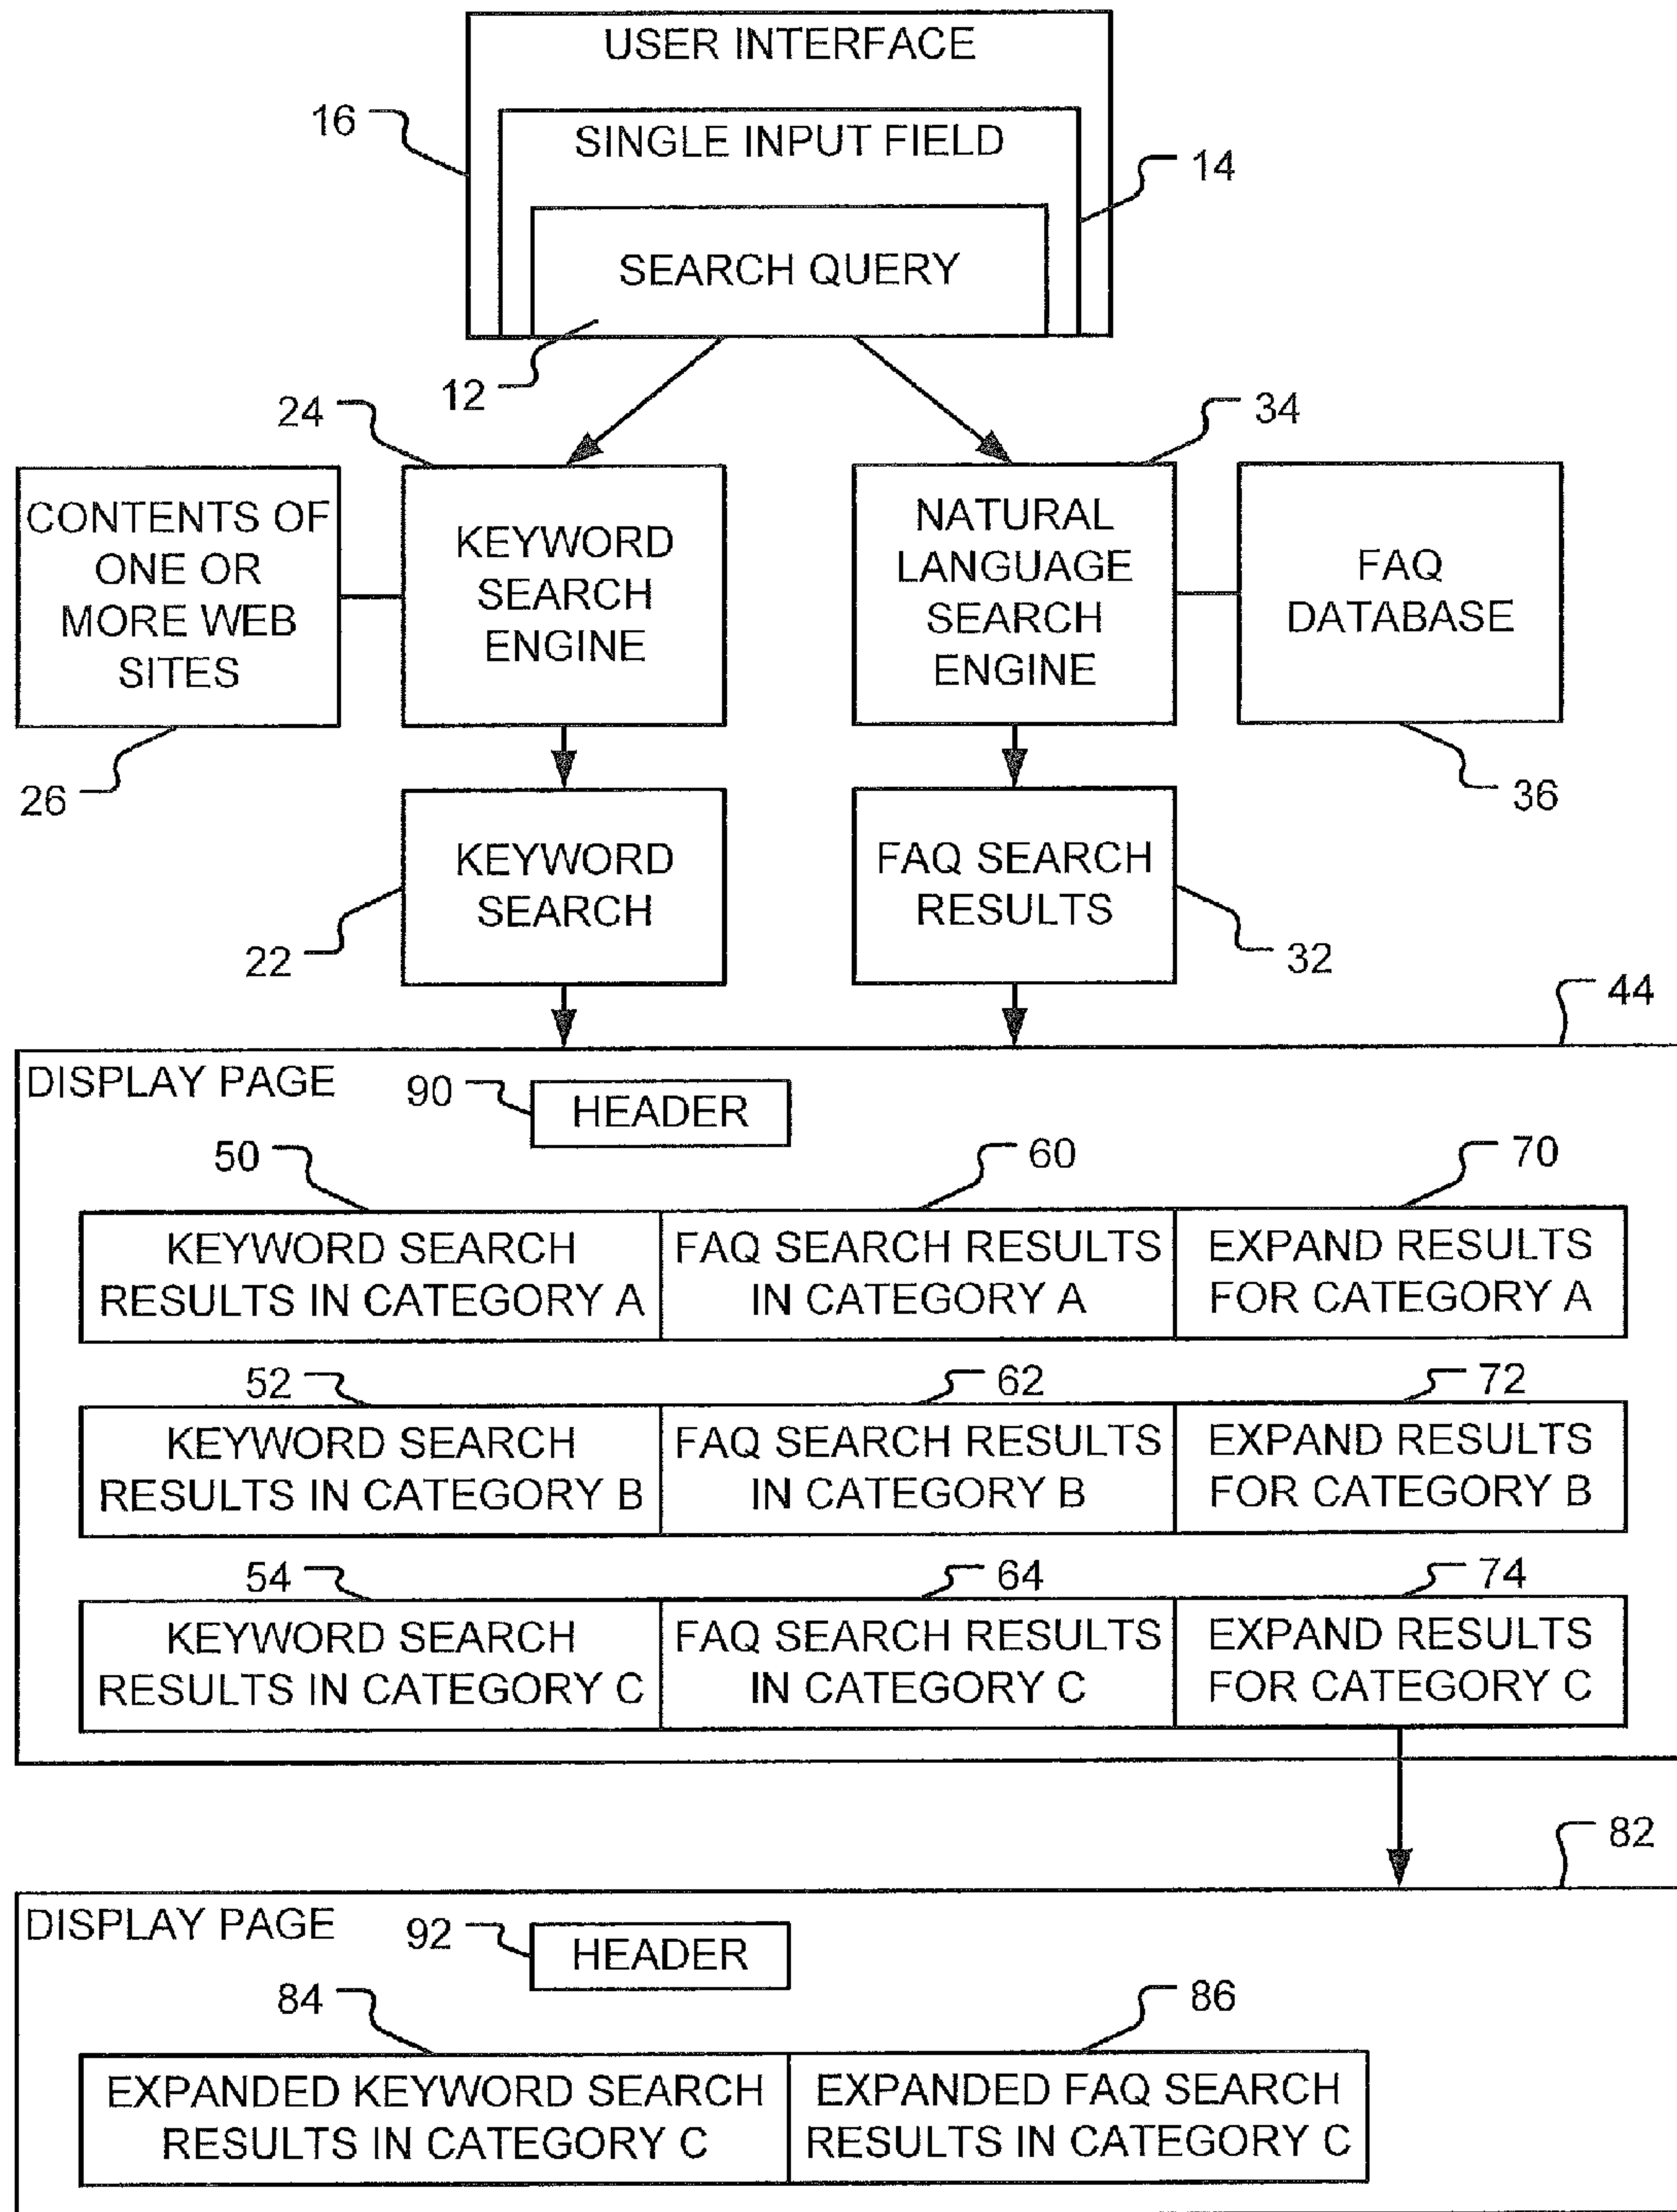 USER INTERFACE
16
SINGLE INPUT FIELD
14
SEARCH QUERY
12
24
34
CONTENTS OF
ONE OR
MORE WEB
SITES
KEYWORD
SEARCH
ENGINE
NATURAL
LANGUAGE
SEARCH
ENGINE
FAQ
DATABASE
26
36
KEYWORD
SEARCH
FAQ SEARCH
RESULTS
22
32
44
DISPLAY PAGE
90
HEADER
50
60
70
KEYWORD SEARCH
RESULTS IN CATEGORY A
FAQ SEARCH RESULTS
IN CATEGORY A
EXPAND RESULTS
FOR CATEGORY A
52
62
72
KEYWORD SEARCH
RESULTS IN CATEGORY B
FAQ SEARCH RESULTS
IN CATEGORY B
EXPAND RESULTS
FOR CATEGORY B
54
64
74
KEYWORD SEARCH
RESULTS IN CATEGORY C
FAQ SEARCH RESULTS
IN CATEGORY C
EXPAND RESULTS
FOR CATEGORY C
82
DISPLAY PAGE
92
HEADER
84
86
EXPANDED KEYWORD SEARCH
RESULTS IN CATEGORY C
EXPANDED FAQ SEARCH
RESULTS IN CATEGORY C